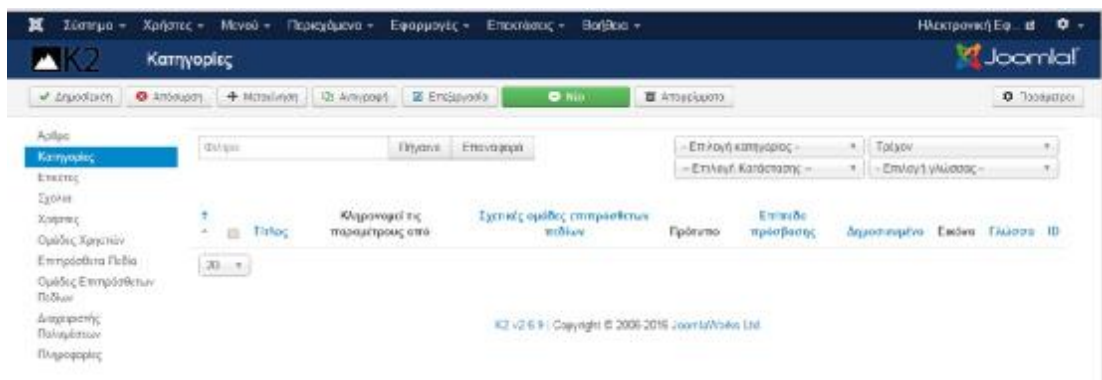 Σύστημα Χρήστες Μενού Περιεχόμενο Εφαρμογές Επεκτάσεις Βοήθεια Ηλεκτρονική Εφ...
K2 Κατηγορίες Joomla!
Δημοσίευση Απόσυρση Μετακίνηση Αντιγραφή Επεξεργασία Νέο Απορρίμματα Παράμετροι
Άρθρα
Κατηγορίες
Ετικέτες
Σχόλια
Χρήστες
Ομάδες Χρηστών
Επιπρόσθετα Πεδία
Ομάδες Επιπρόσθετων
Πεδίων
Διαχειριστής
Πολυμέσων
Πληροφορίες
Φίλτρο: Πήγαινε Επαναφορά - Επιλογή κατηγορίας - Τρέχον
- Επιλογή Κατάστασης - - Επιλογή γλώσσας -
Τίτλος Κληρονομεί τις
παραμέτρους από Σχετικές ομάδες επιπρόσθετων
πεδίων Πρότυπο Επίπεδο
πρόσβασης Δημοσιευμένο Εικόνα Γλώσσα ID
20
K2 v2.6.9 | Copyright © 2006-2016 JoomlaWorks Ltd.